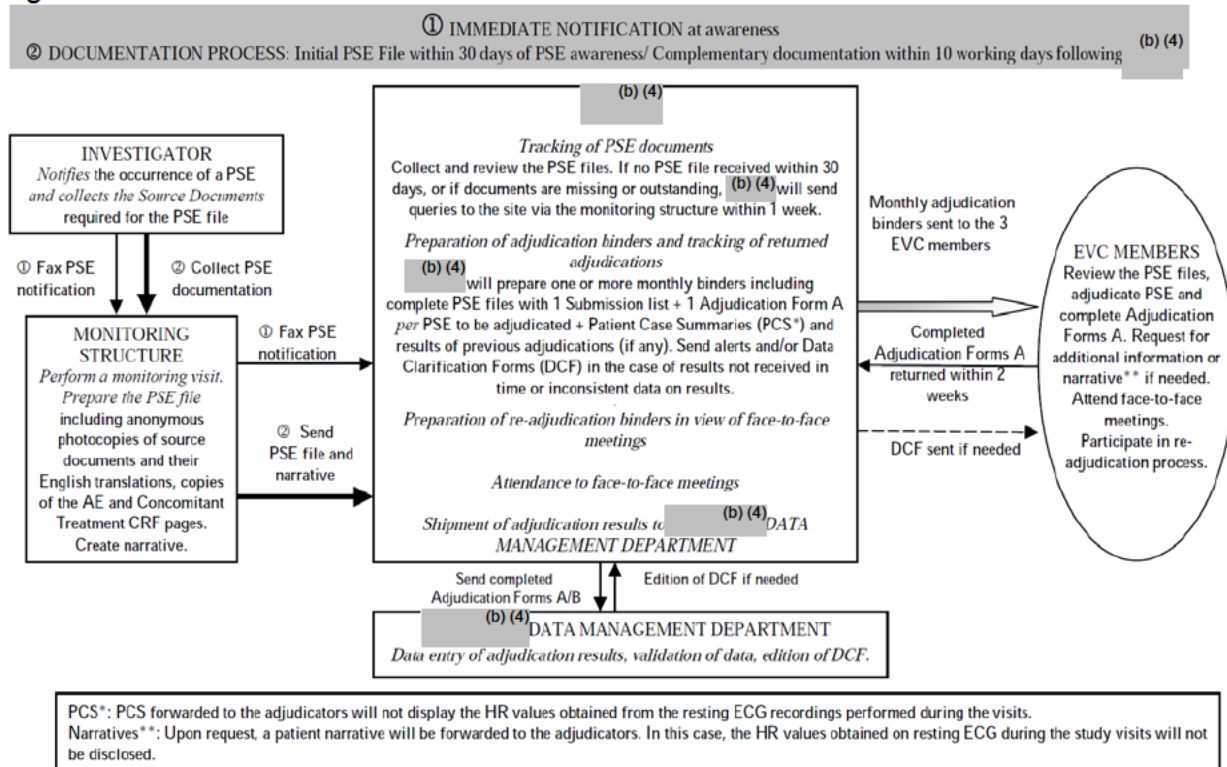 ① IMMEDIATE NOTIFICATION at awareness
② DOCUMENTATION PROCESS: Initial PSE File within 30 days of PSE awareness/ Complementary documentation within 10 working days following (b) (4)
INVESTIGATOR
Notifies the occurrence of a PSE
and collects the Source Documents
required for the PSE file
① Fax PSE
notification
② Collect PSE
documentation
MONITORING
STRUCTURE
Perform a monitoring visit.
Prepare the PSE file
including anonymous
photocopies of source
documents and their
English translations, copies
of the AE and Concomitant
Treatment CRF pages.
Create narrative.
① Fax PSE
notification
② Send
PSE file and
narrative
(b) (4)
Tracking of PSE documents
Collect and review the PSE files. If no PSE file received within 30
days, or if documents are missing or outstanding, (b) (4) will send
queries to the site via the monitoring structure within 1 week.
Preparation of adjudication binders and tracking of returned
adjudications
(b) (4) will prepare one or more monthly binders including
complete PSE files with 1 Submission list + 1 Adjudication Form A
per PSE to be adjudicated + Patient Case Summaries (PCS*) and
results of previous adjudications (if any). Send alerts and/or Data
Clarification Forms (DCF) in the case of results not received in
time or inconsistent data on results.
Preparation of re-adjudication binders in view of face-to-face
meetings
Attendance to face-to-face meetings
Shipment of adjudication results to (b) (4) DATA
MANAGEMENT DEPARTMENT
Monthly adjudication
binders sent to the 3
EVC members
Completed
Adjudication Forms A
returned within 2
weeks
DCF sent if needed
EVC MEMBERS
Review the PSE files,
adjudicate PSE and
complete Adjudication
Forms A. Request for
additional information or
narrative** if needed.
Attend face-to-face
meetings.
Participate in re-
adjudication process.
Send completed
Adjudication Forms A/B
Edition of DCF if needed
(b) (4) DATA MANAGEMENT DEPARTMENT
Data entry of adjudication results, validation of data, edition of DCF.
PCS*: PCS forwarded to the adjudicators will not display the HR values obtained from the resting ECG recordings performed during the visits.
Narratives**: Upon request, a patient narrative will be forwarded to the adjudicators. In this case, the HR values obtained on resting ECG during the study visits will not
be disclosed.